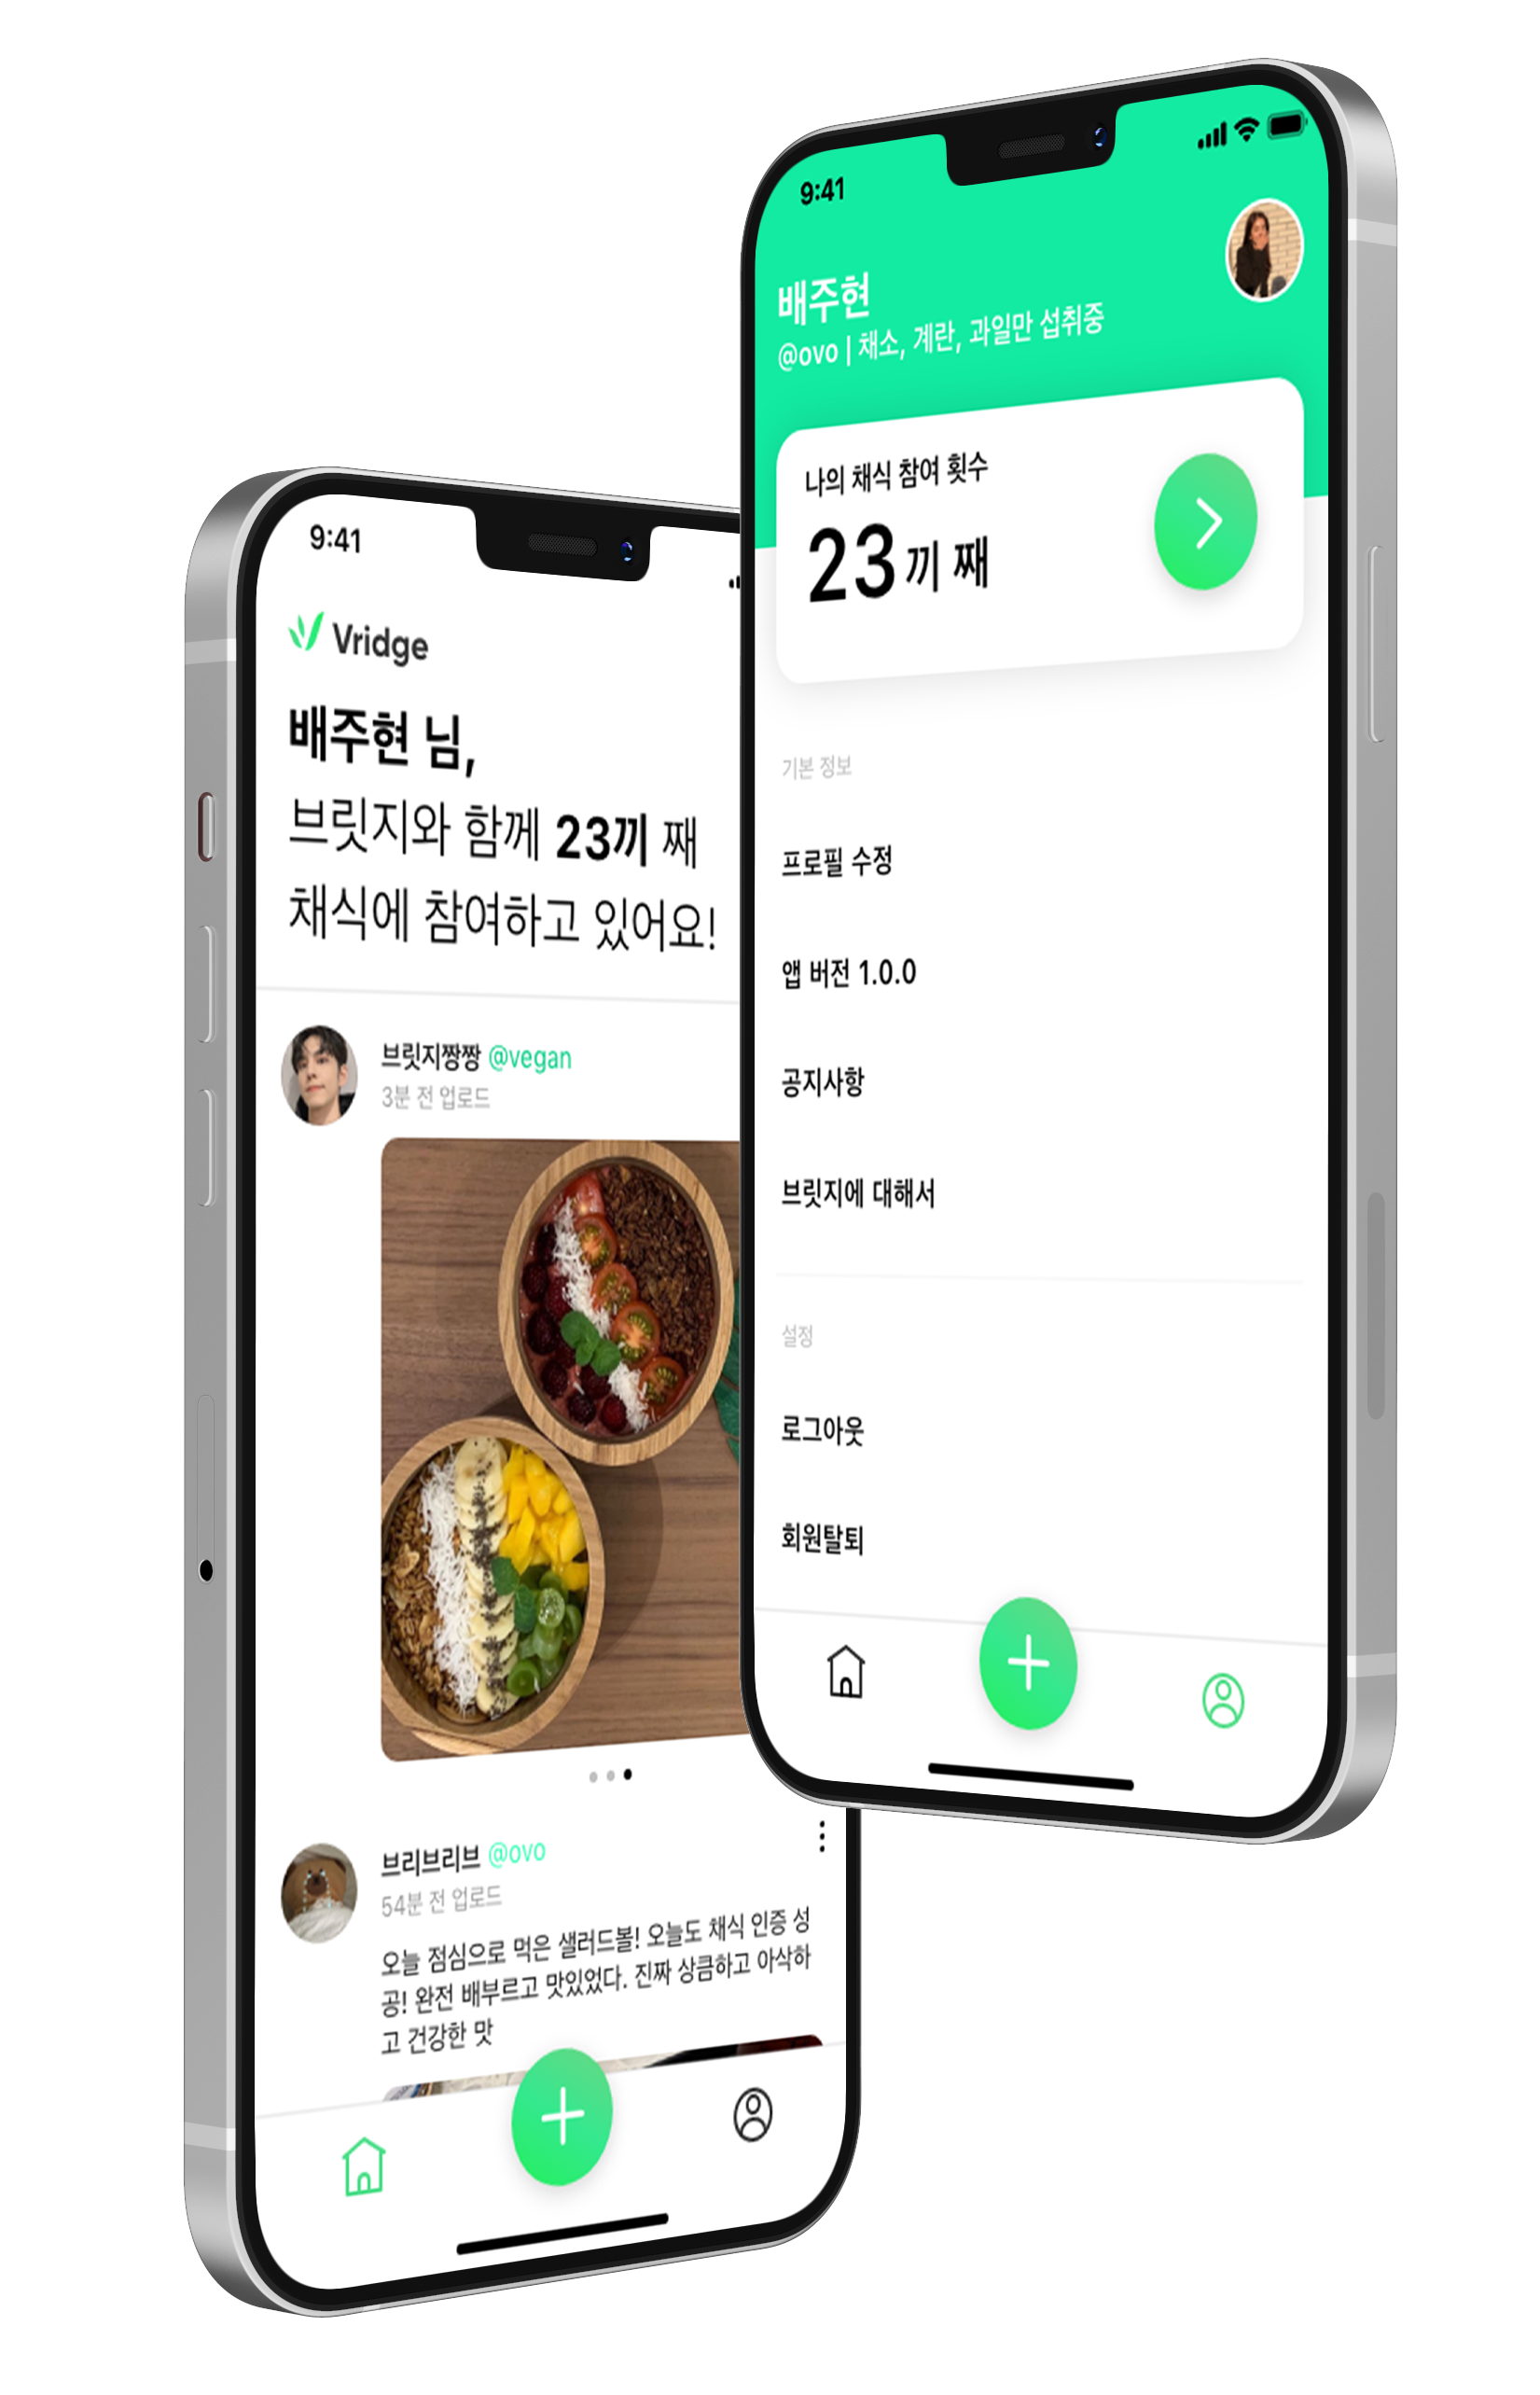 9:41
Vridge
배주현 님,
브릿지와 함께 23끼 째
채식에 참여하고 있어요!
브릿지짱짱 @vegan
3분 전 업로드
브리브리브 @ovo
54분 전 업로드
오늘 점심으로 먹은 샐러드볼! 오늘도 채식 인증 성
공! 완전 배부르고 맛있었다. 진짜 상큼하고 아삭하
고 건강한 맛
9:41
배주현
@ovo | 채소, 계란, 과일만 섭취중
나의 채식 참여 횟수
23끼 째
기본 정보
프로필 수정
앱 버전 1.0.0
공지사항
브릿지에 대해서
설정
로그아웃
회원탈퇴